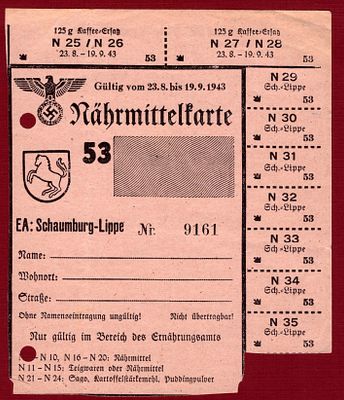 125 g Kaffee-Ersatz
N 25 / N 26
23.8. – 19.9.43
53
125 g Kaffee-Ersatz
N 27 / N 28
23.8. – 19.9.43
53
Gültig vom 23.8. bis 19.9.1943
Nährmittelkarte
53
EA: Schaumburg-Lippe Nr. 9161
Name:
Wohnort:
Straße:
Ohne Namenseintragung ungültig! Nicht übertragbar!
Nur gültig im Bereich des Ernährungsamts
– N 10, N 16 – N 20: Nährmittel
N 11 – N 15: Teigwaren oder Nährmittel
N 21 – N 24: Sago, Kartoffelstärkemehl, Puddingpulver
N 29
Sch.-Lippe
53
N 30
Sch.-Lippe
53
N 31
Sch.-Lippe
53
N 32
Sch.-Lippe
53
N 33
Sch.-Lippe
53
N 34
Sch.-Lippe
53
N 35
Sch.-Lippe
53